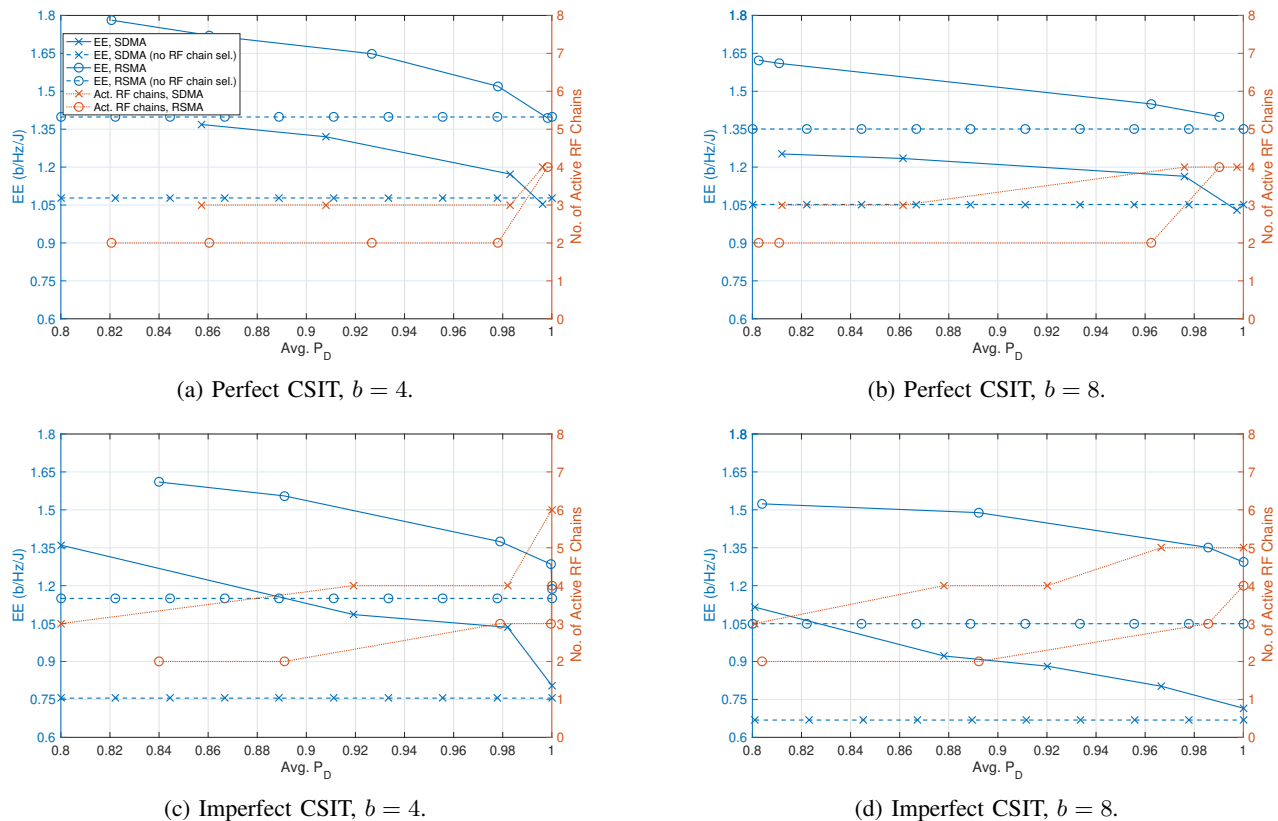 1.8
1.65
1.5
1.35
1.2
1.05
0.9
0.75
0.6
EE (b/Hz/J)
EE, SDMA
EE, SDMA (no RF chain sel.)
EE, RSMA
EE, RSMA (no RF chain sel.)
Act. RF chains, SDMA
Act. RF chains, RSMA
8
7
6
5
4
3
2
1
0
No. of Active RF Chains
0.8 0.82 0.84 0.86 0.88 0.9 0.92 0.94 0.96 0.98 1
Avg. P_D
(a) Perfect CSIT, b = 4.
1.8
1.65
1.5
1.35
1.2
1.05
0.9
0.75
0.6
EE (b/Hz/J)
8
7
6
5
4
3
2
1
0
No. of Active RF Chains
0.8 0.82 0.84 0.86 0.88 0.9 0.92 0.94 0.96 0.98 1
Avg. P_D
(b) Perfect CSIT, b = 8.
1.8
1.65
1.5
1.35
1.2
1.05
0.9
0.75
0.6
EE (b/Hz/J)
8
7
6
5
4
3
2
1
0
No. of Active RF Chains
0.8 0.82 0.84 0.86 0.88 0.9 0.92 0.94 0.96 0.98 1
Avg. P_D
(c) Imperfect CSIT, b = 4.
1.8
1.65
1.5
1.35
1.2
1.05
0.9
0.75
0.6
EE (b/Hz/J)
8
7
6
5
4
3
2
1
0
No. of Active RF Chains
0.8 0.82 0.84 0.86 0.88 0.9 0.92 0.94 0.96 0.98 1
Avg. P_D
(d) Imperfect CSIT, b = 8.